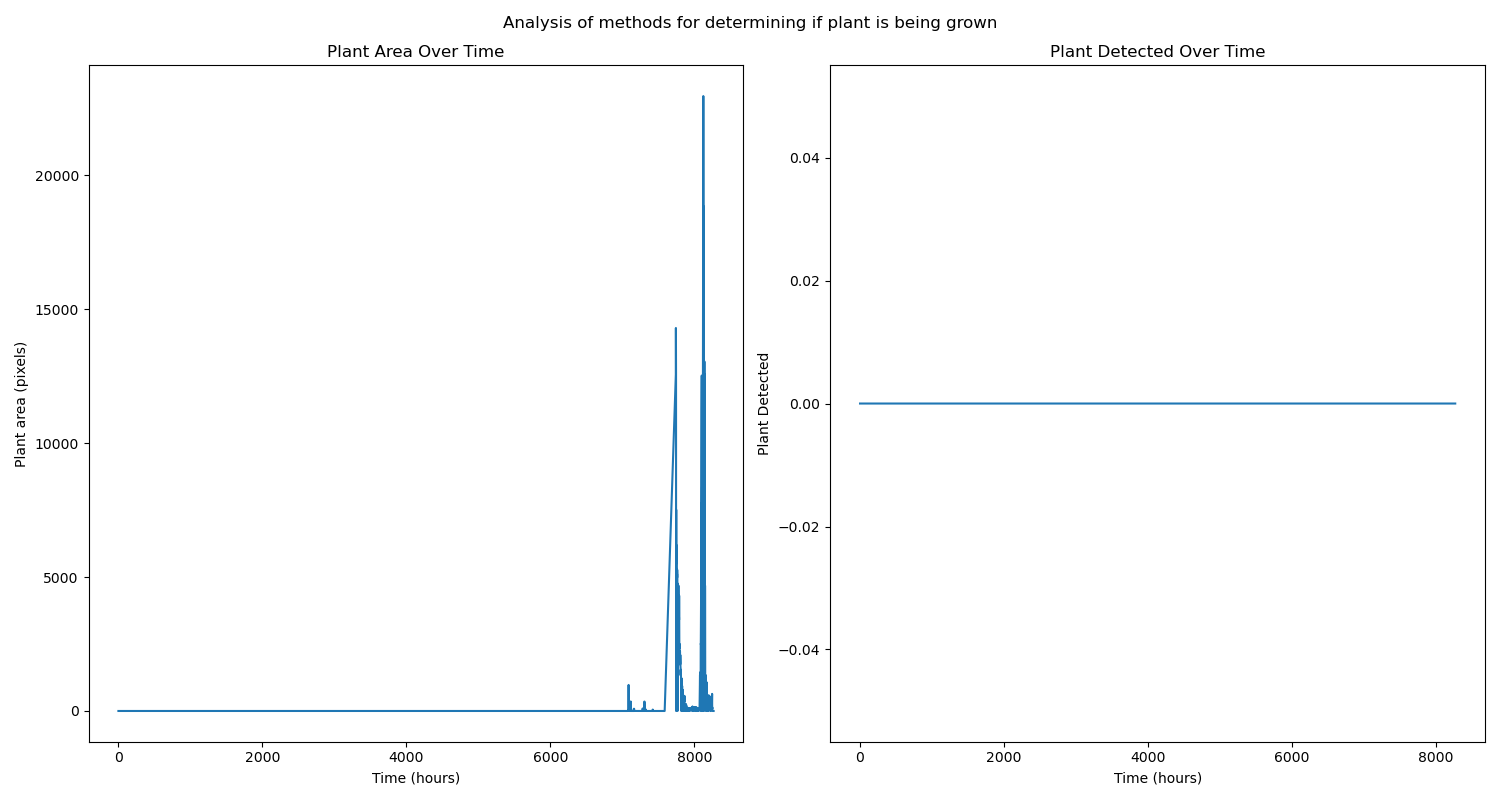 Analysis of methods for determining if plant is being grown
Plant Area Over Time
Plant area (pixels)
20000
15000
10000
5000
0
0 2000 4000 6000 8000
Time (hours)
Plant Detected Over Time
Plant Detected
0.04
0.02
0.00
−0.02
−0.04
0 2000 4000 6000 8000
Time (hours)